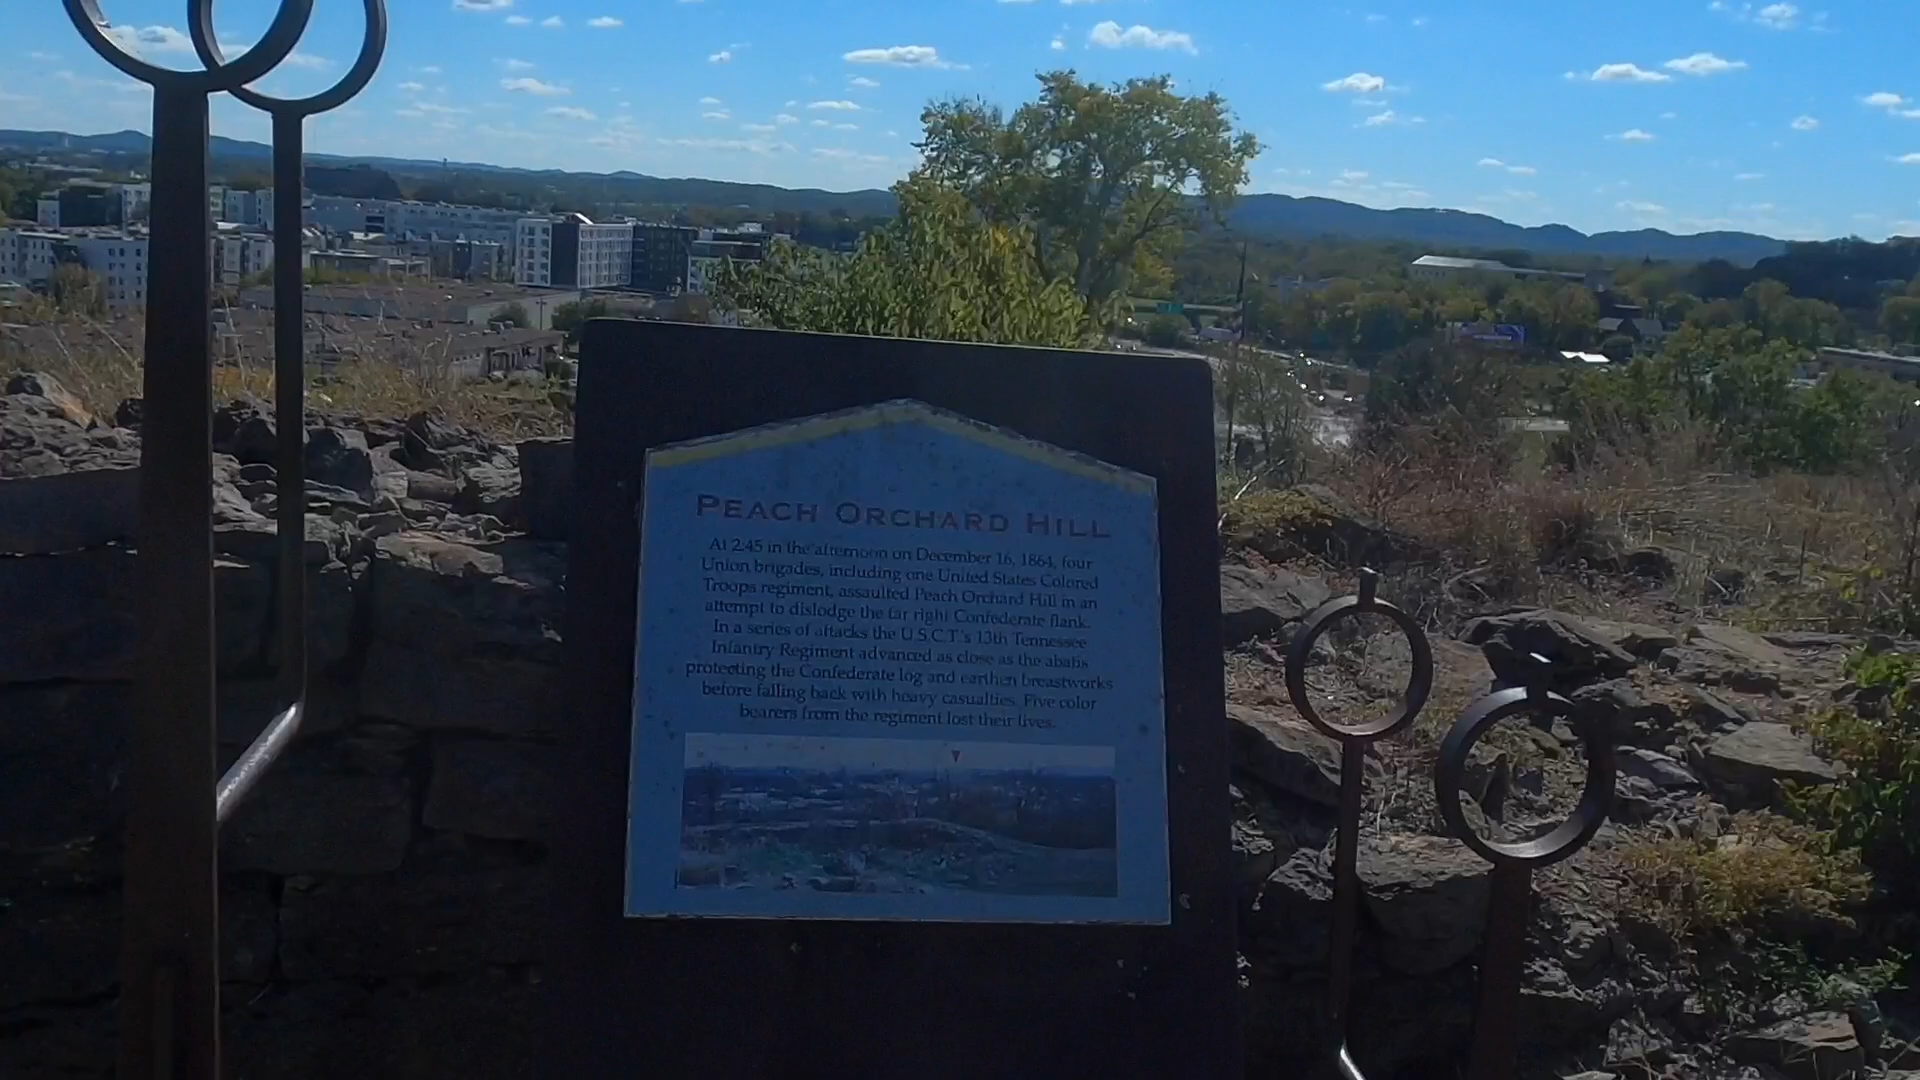 PEACH ORCHARD HILL
At 2:45 in the afternoon on December 16, 1864, four
Union brigades, including one United States Colored
Troops regiment, assaulted Peach Orchard Hill in an
attempt to dislodge the far right Confederate flank.
In a series of attacks the U.S.C.T.'s 13th Tennessee
Infantry Regiment advanced as close as the abatis
protecting the Confederate log and earthen breastworks
before falling back with heavy casualties. Five color
bearers from the regiment lost their lives.